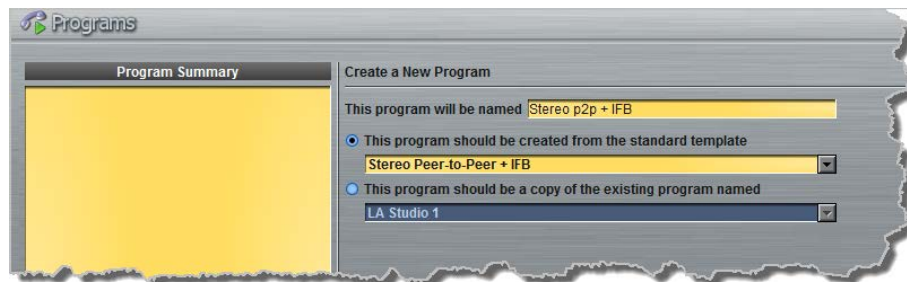 Programs
Program Summary
Create a New Program
This program will be named Stereo p2p + IFB
This program should be created from the standard template
Stereo Peer-to-Peer + IFB
This program should be a copy of the existing program named
LA Studio 1